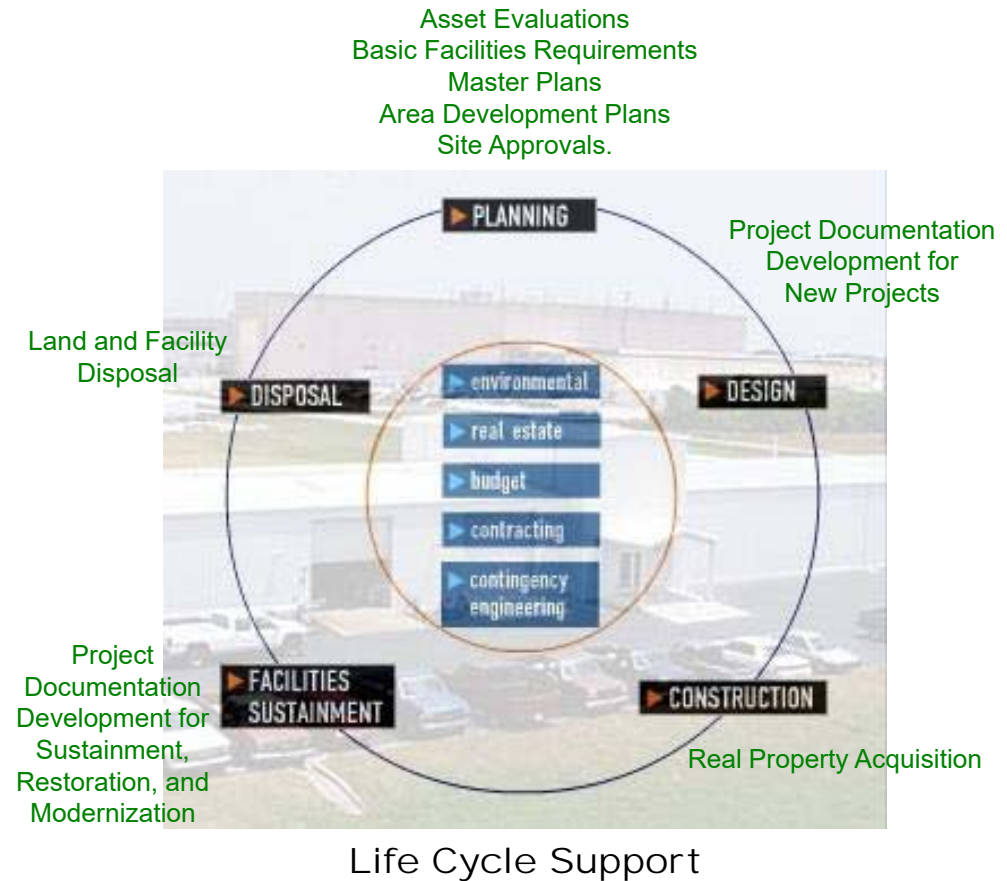 Asset Evaluations
Basic Facilities Requirements
Master Plans
Area Development Plans
Site Approvals.
PLANNING
Project Documentation
Development for
New Projects
Land and Facility
Disposal
DISPOSAL
DESIGN
environmental
real estate
budget
contracting
contingency
engineering
Project
Documentation
Development for
Sustainment,
Restoration, and
Modernization
FACILITIES
SUSTAINMENT
CONSTRUCTION
Real Property Acquisition
Life Cycle Support